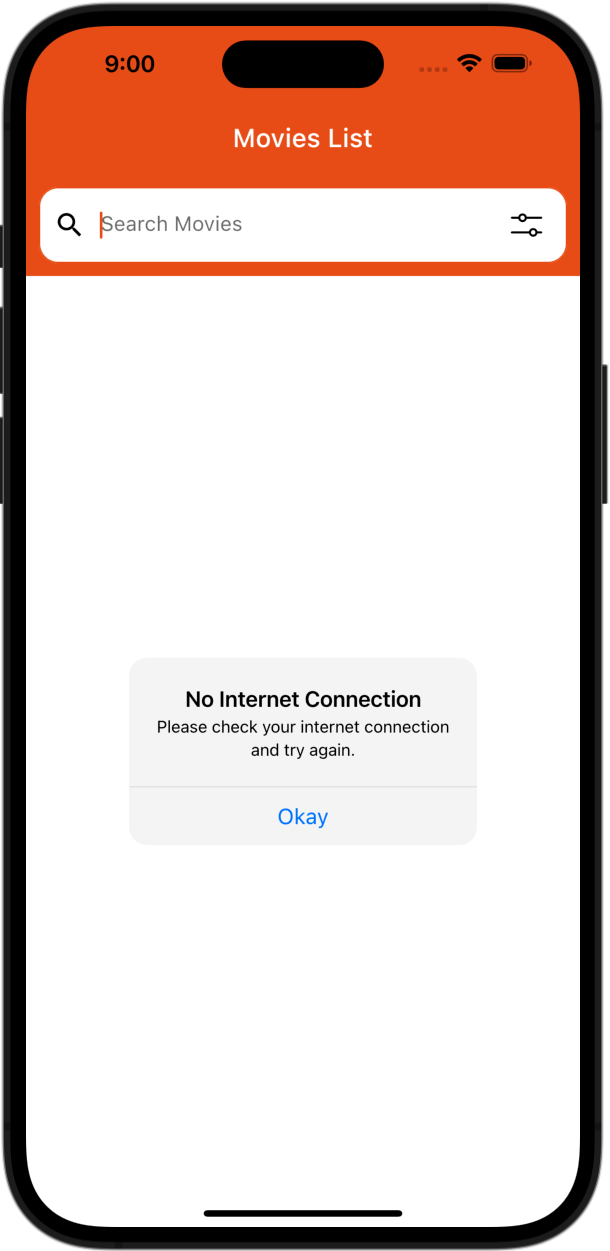 9:00
Movies List
Search Movies
No Internet Connection
Please check your internet connection
and try again.
Okay